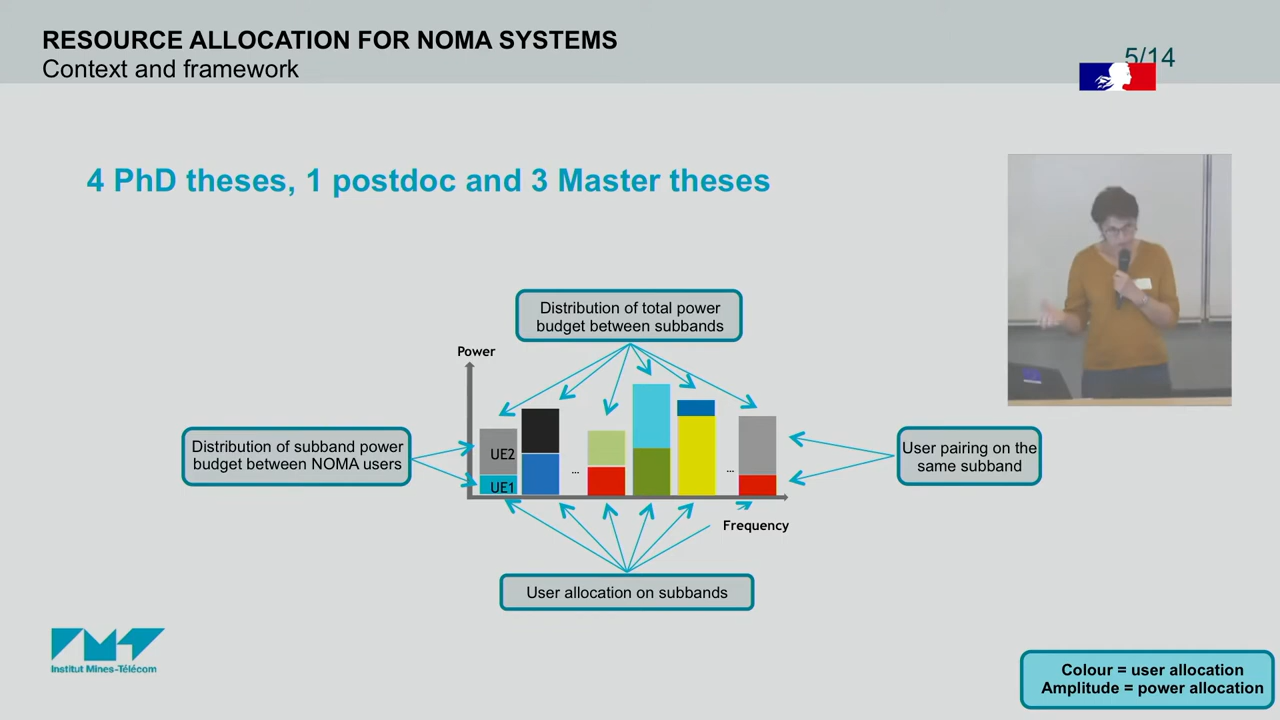 RESOURCE ALLOCATION FOR NOMA SYSTEMS
Context and framework
5/14
4 PhD theses, 1 postdoc and 3 Master theses
Distribution of total power
budget between subbands
Power
Distribution of subband power
budget between NOMA users
UE2
UE1
...
...
User pairing on the
same subband
Frequency
User allocation on subbands
Institut Mines-Télécom
Colour = user allocation
Amplitude = power allocation